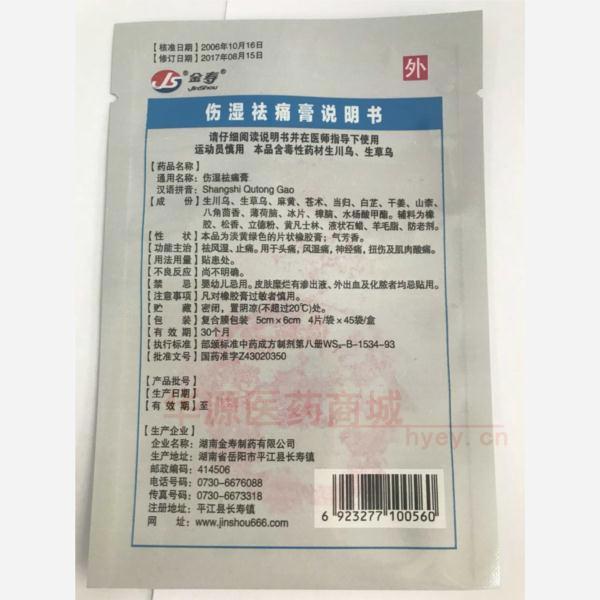 【核准日期】2006年10月16日
【修订日期】2017年08月15日
JS® 金寿®
JinShou
外
伤湿祛痛膏说明书
请仔细阅读说明书并在医师指导下使用
运动员慎用 本品含毒性药材生川乌、生草乌
【药品名称】
通用名称：伤湿祛痛膏
汉语拼音：Shangshi Qutong Gao
【成 份】生川乌、生草乌、麻黄、苍术、当归、白芷、干姜、山柰、
八角茴香、薄荷脑、冰片、樟脑、水杨酸甲酯。辅料为橡
胶、松香、立德粉、黄凡士林、液状石蜡、羊毛脂、防老剂。
【性 状】本品为淡黄绿色的片状橡胶膏；气芳香。
【功能主治】祛风湿、止痛。用于头痛，风湿痛，神经痛，扭伤及肌肉酸痛。
【用法用量】贴患处。
【不良反应】尚不明确。
【禁 忌】婴幼儿忌用。皮肤糜烂有渗出液、外出血及化脓者均忌贴用。
【注意事项】凡对橡胶膏过敏者慎用。
【贮 藏】密闭，置阴凉(不超过20℃)处。
【包 装】复合膜包装 5cm×6cm 4片/袋×45袋/盒
【有 效 期】30个月
【执行标准】部颁标准中药成方制剂第八册WS₃-B-1534-93
【批准文号】国药准字Z43020350
【产品批号】
【生产日期】
【有 效 期】至
华源医药商城
hyey.cn
【生产企业】
企业名称：湖南金寿制药有限公司
生产地址：湖南省岳阳市平江县长寿镇
邮政编码：414506
电话号码：0730-6676088
传真号码：0730-6673318
注册地址：平江县长寿镇
网 址：www.jinshou666.com
6 923277 100560